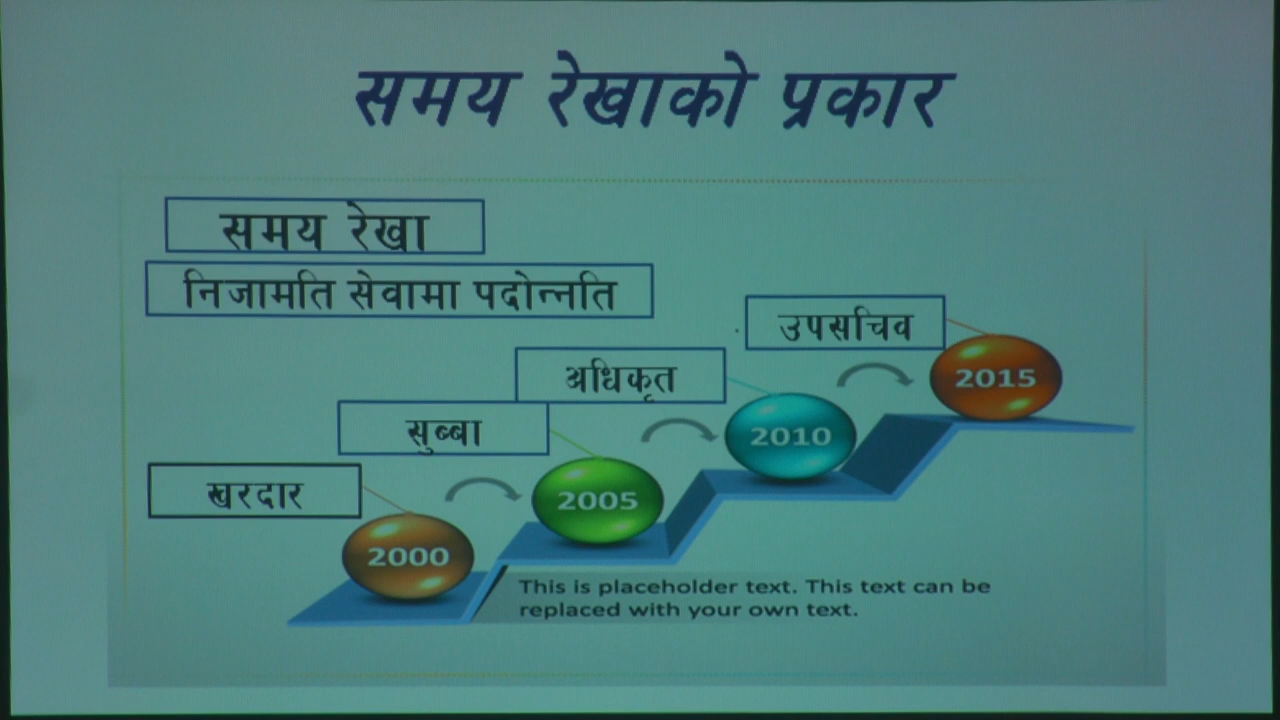 समय रेखाको प्रकार
समय रेखा
निजामति सेवामा पदोन्नति
उपसचिव
2015
अधिकृत
2010
सुब्बा
2005
खरदार
2000
This is placeholder text. This text can be
replaced with your own text.